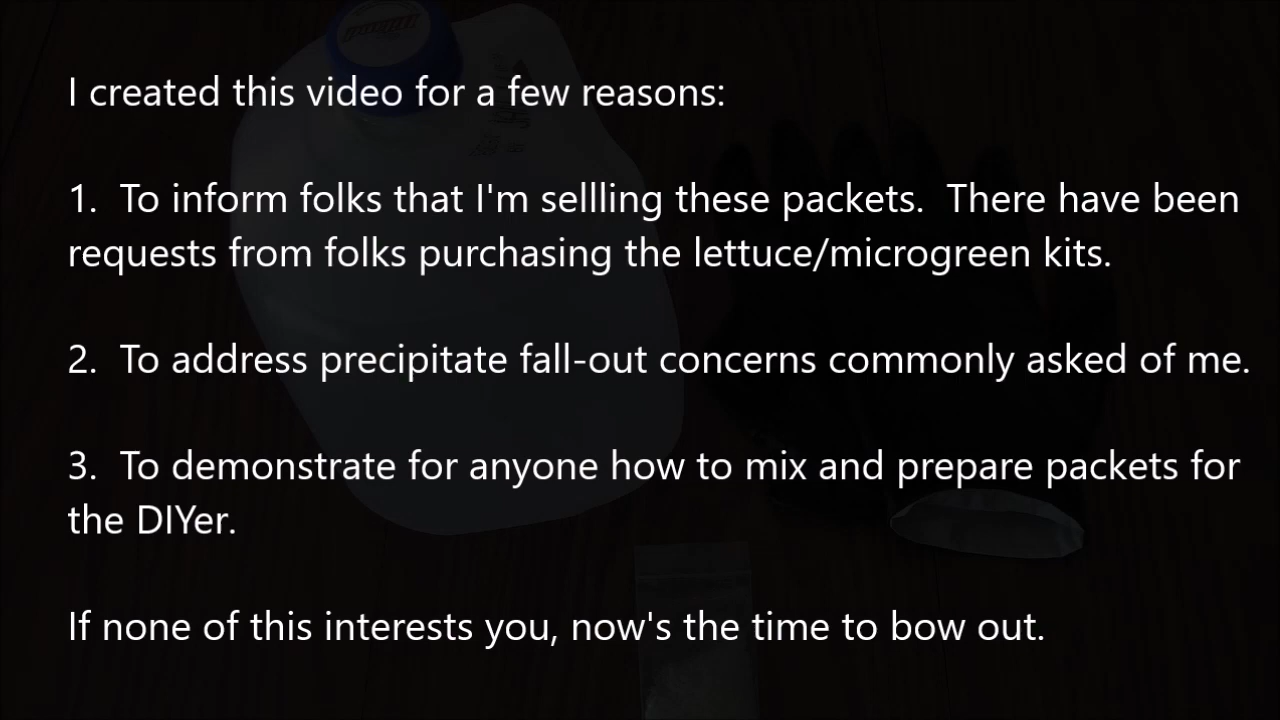 I created this video for a few reasons:
1.  To inform folks that I'm sellling these packets.  There have been
requests from folks purchasing the lettuce/microgreen kits.
2.  To address precipitate fall-out concerns commonly asked of me.
3.  To demonstrate for anyone how to mix and prepare packets for
the DIYer.
If none of this interests you, now's the time to bow out.